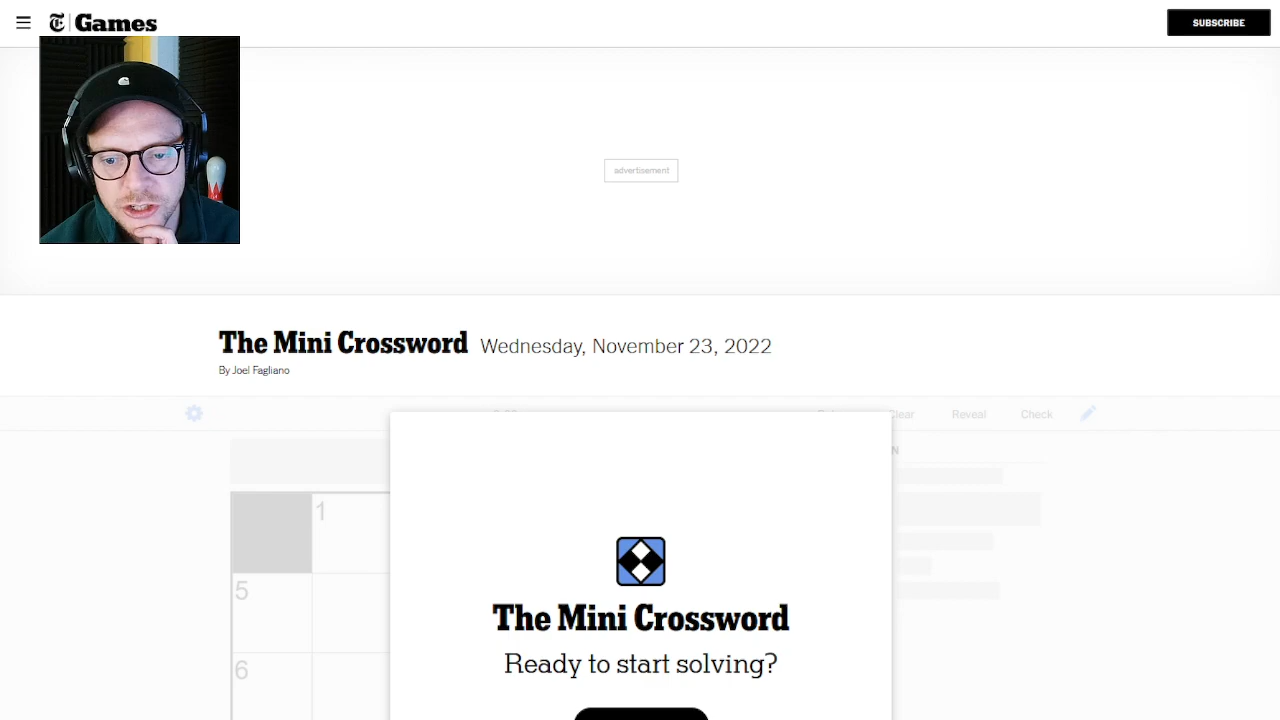 T Games
SUBSCRIBE
advertisement
The Mini Crossword Wednesday, November 23, 2022
By Joel Fagliano
Reveal
Check
1
5
6
The Mini Crossword
Ready to start solving?